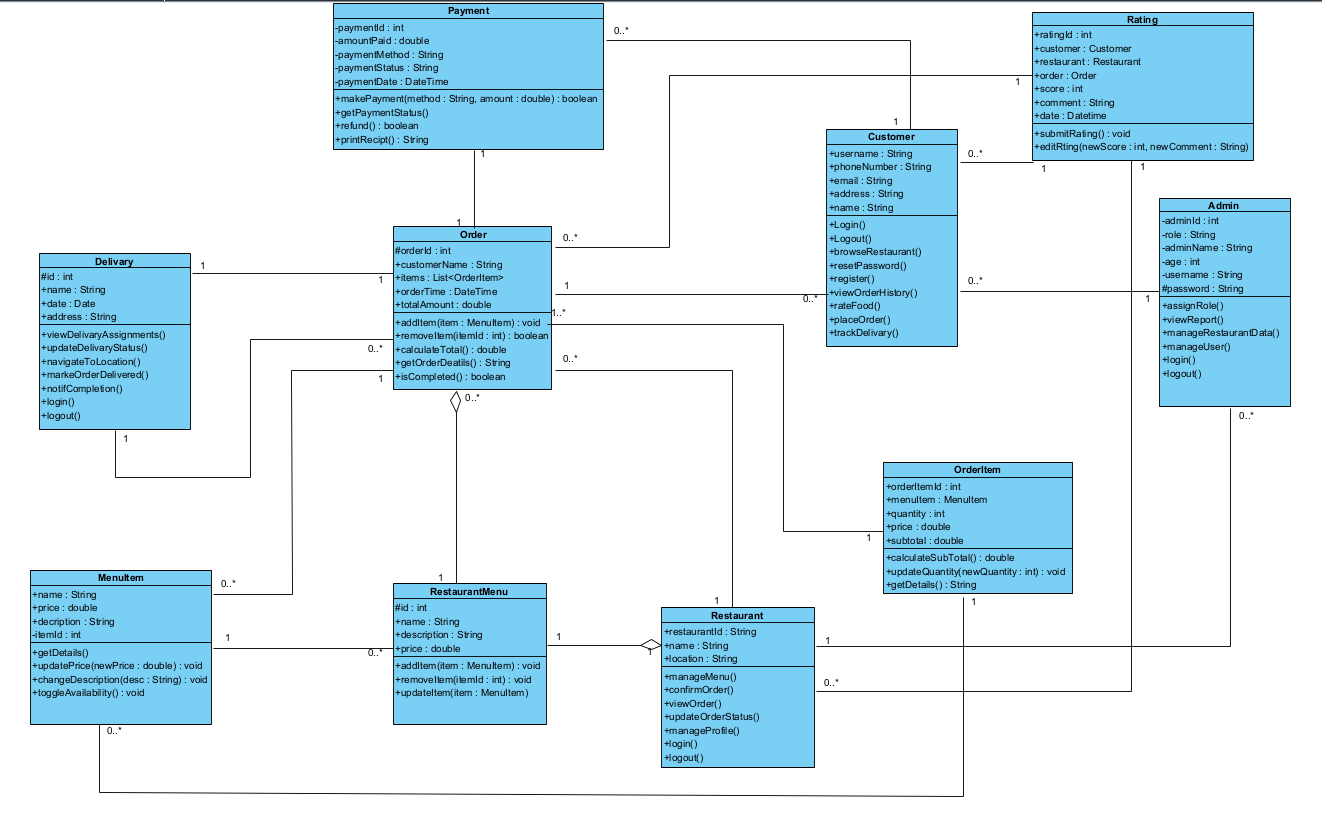 Payment
-paymentId : int
-amountPaid : double
-paymentMethod : String
-paymentStatus : String
-paymentDate : DateTime
+makePayment(method : String, amount : double) : boolean
+getPaymentStatus()
+refund() : boolean
+printRecipt() : String
0..*
1
1
1
Rating
+ratingId : int
+customer : Customer
+restaurant : Restaurant
+order : Order
+score : int
+comment : String
+date : Datetime
+submitRating() : void
+editRting(newScore : int, newComment : String)
1
1
1
Customer
+username : String
+phoneNumber : String
+email : String
+address : String
+name : String
+Login()
+Logout()
+browseRestaurant()
+resetPassword()
+register()
+viewOrderHistory()
+rateFood()
+placeOrder()
+trackDelivery()
0..*
0..*
0..*
Admin
-adminId : int
-role : String
-adminName : String
-age : int
-username : String
#password : String
+assignRole()
+viewReport()
+manageRestaurantData()
+manageUser()
+login()
+logout()
1
0..*
Order
#orderId : int
+customerName : String
+items : List<OrderItem>
+orderTime : DateTime
+totalAmount : double
+addItem(item : MenuItem) : void
+removeItem(itemId : int) : boolean
+calculateTotal() : double
+getOrderDeatils() : String
+isCompleted() : boolean
0..*
1
1..*
0..*
0..*
1
0..*
1
Delivary
#id : int
+name : String
+date : Date
+address : String
+viewDelivaryAssignments()
+updateDelivaryStatus()
+navigateToLocation()
+markeOrderDelivered()
+notifCompletion()
+login()
+logout()
1
1
OrderItem
+orderItemId : int
+menuItem : MenuItem
+quantity : int
+price : double
+subtotal : double
+calculateSubTotal() : double
+updateQuantity(newQuantity : int) : void
+getDetails() : String
1
1
MenuItem
+name : String
+price : double
+decription : String
-itemId : int
+getDetails()
+updatePrice(newPrice : double) : void
+changeDescription(desc : String) : void
+toggleAvailability() : void
0..*
1
0..*
RestaurantMenu
#id : int
+name : String
+description : String
+price : double
+addItem(item : MenuItem) : void
+removeItem(itemId : int) : void
+updateItem(item : MenuItem)
1
0..*
1
Restaurant
+restaurantId : String
+name : String
+location : String
+manageMenu()
+confirmOrder()
+viewOrder()
+updateOrderStatus()
+manageProfile()
+login()
+logout()
1
1
1
0..*